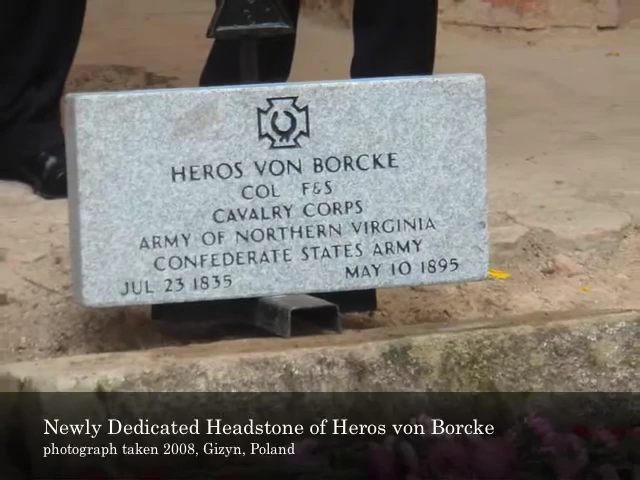 HEROS VON BORCKE
COL F&S
CAVALRY CORPS
ARMY OF NORTHERN VIRGINIA
CONFEDERATE STATES ARMY
JUL 23 1835 MAY 10 1895
Newly Dedicated Headstone of Heros von Borcke
photograph taken 2008, Gizyn, Poland